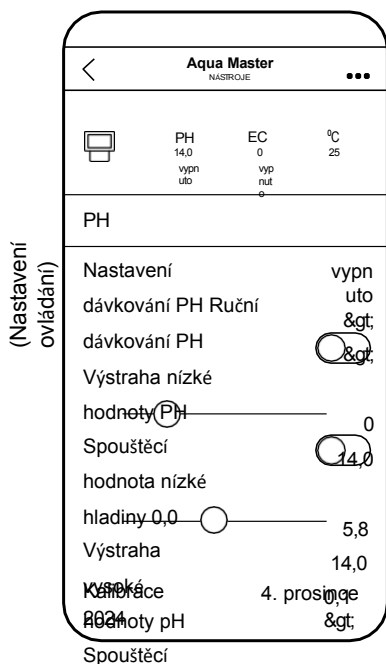 Aqua Master
NÁSTROJE
PH
14,0
vypn
uto
EC
0
vyp
nut
o
⁰C
25
PH
(Nastavení
ovládání)
Nastavení
dávkování PH Ruční
dávkování PH
Výstraha nízké
hodnoty PH
Spouštěcí
hodnota nízké
hladiny 0,0
Výstraha
vysoké
Kalibrace
2024
hodnoty pH
Spouštěcí
vypn
uto
&gt;
&gt;
0
14,0
5,8
14,0
4. prosince
0,1
&gt;